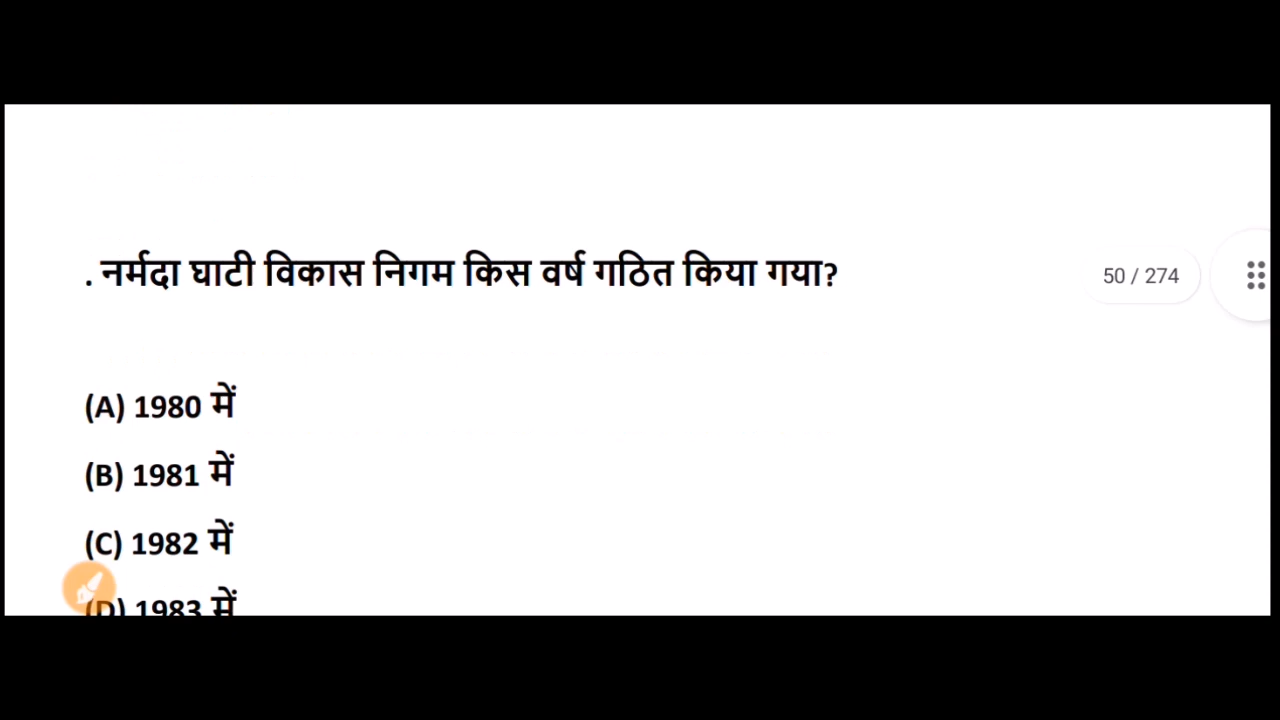 . नर्मदा घाटी विकास निगम किस वर्ष गठित किया गया?
50 / 274
(A) 1980 में
(B) 1981 में
(C) 1982 में
(D) 1983 में